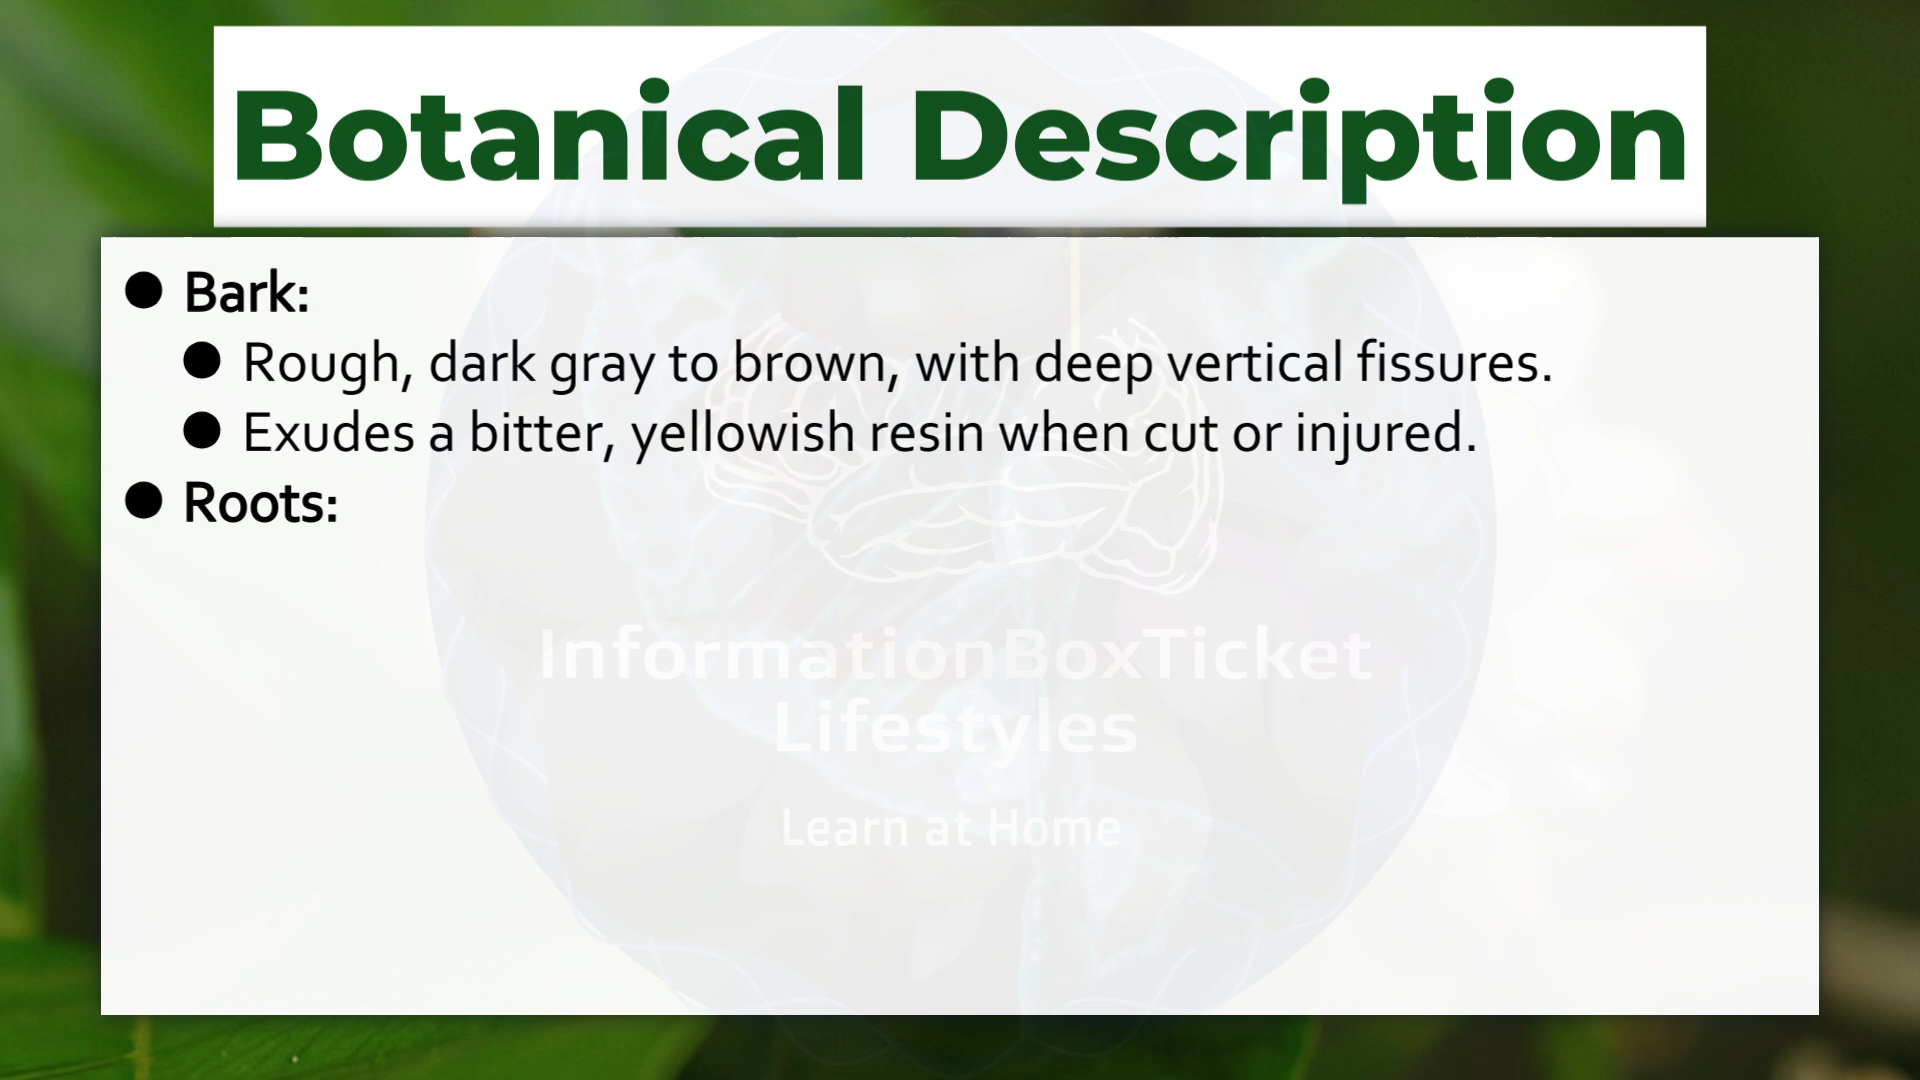 Botanical Description
● Bark:
● Rough, dark gray to brown, with deep vertical fissures.
● Exudes a bitter, yellowish resin when cut or injured.
● Roots:
InformationBoxTicket
Lifestyles
Learn at Home